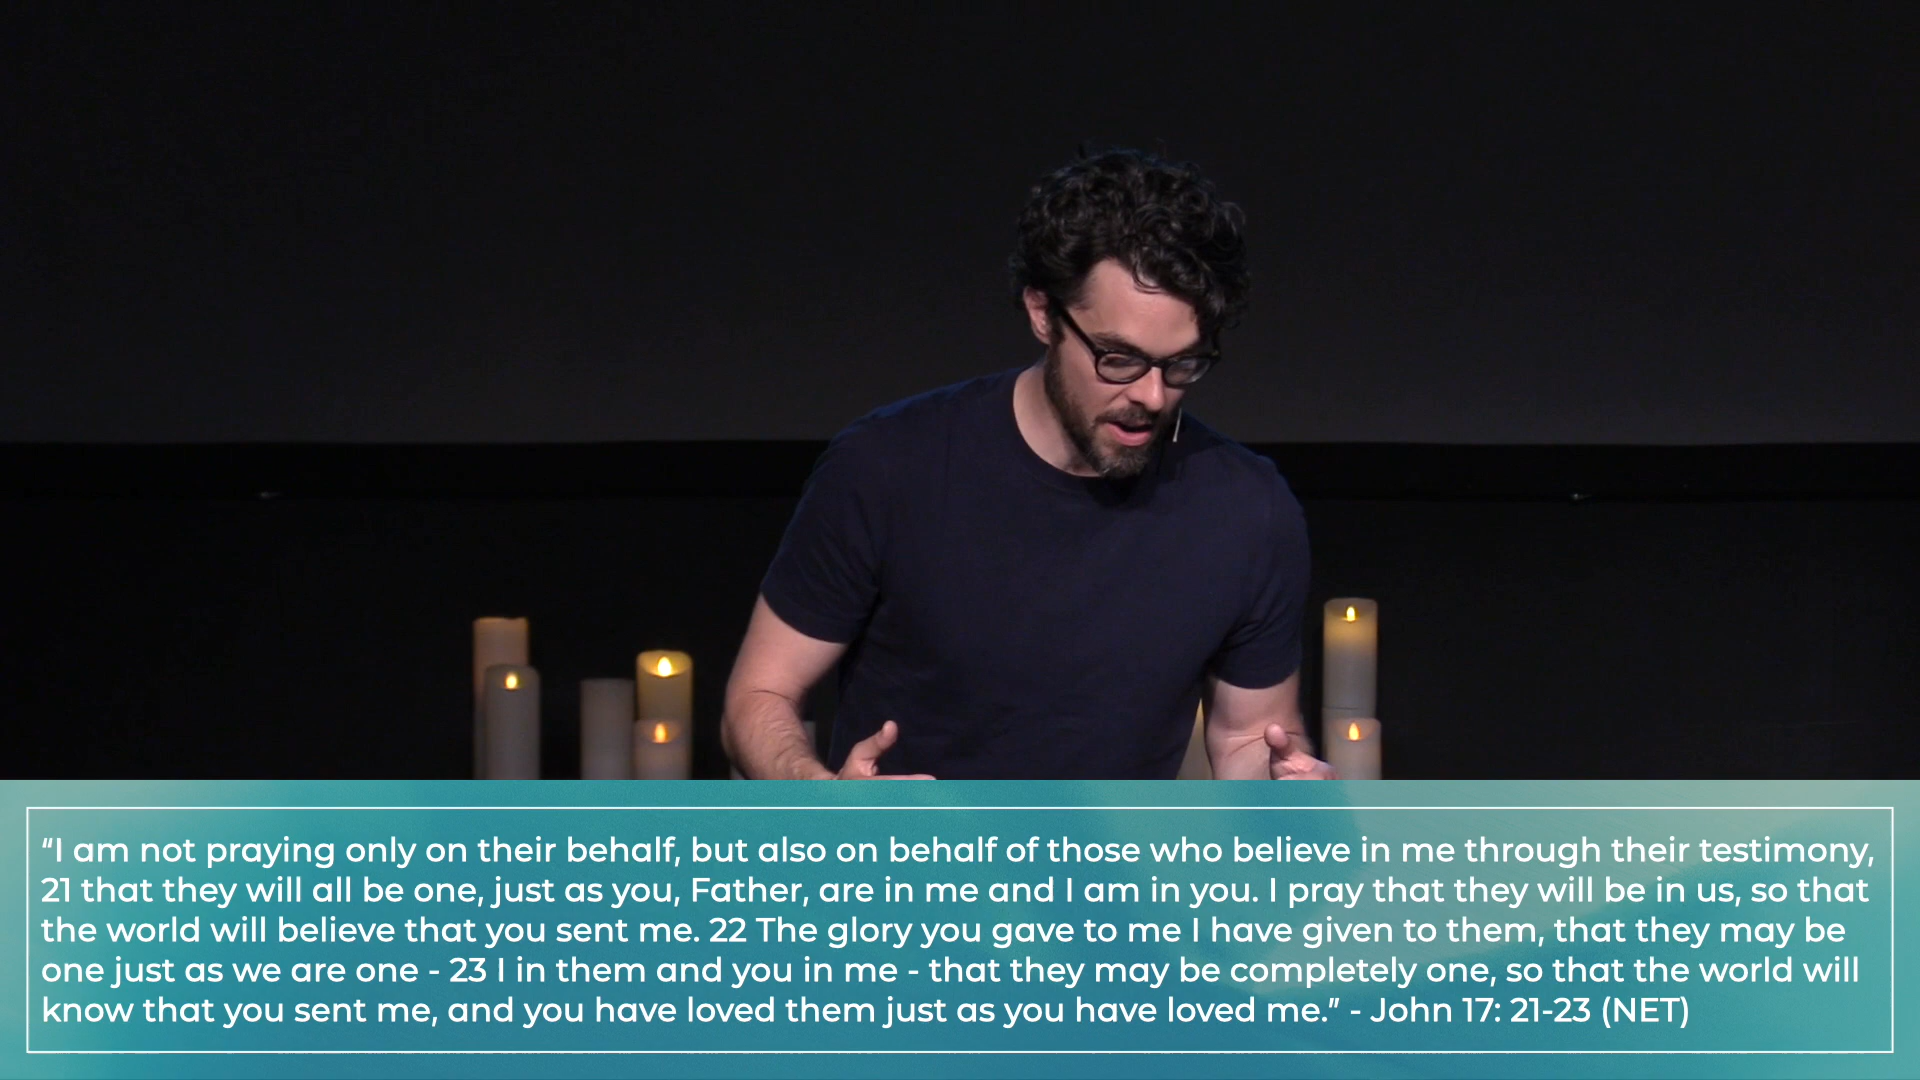 “I am not praying only on their behalf, but also on behalf of those who believe in me through their testimony,
21 that they will all be one, just as you, Father, are in me and I am in you. I pray that they will be in us, so that
the world will believe that you sent me. 22 The glory you gave to me I have given to them, that they may be
one just as we are one - 23 I in them and you in me - that they may be completely one, so that the world will
know that you sent me, and you have loved them just as you have loved me.” - John 17: 21-23 (NET)